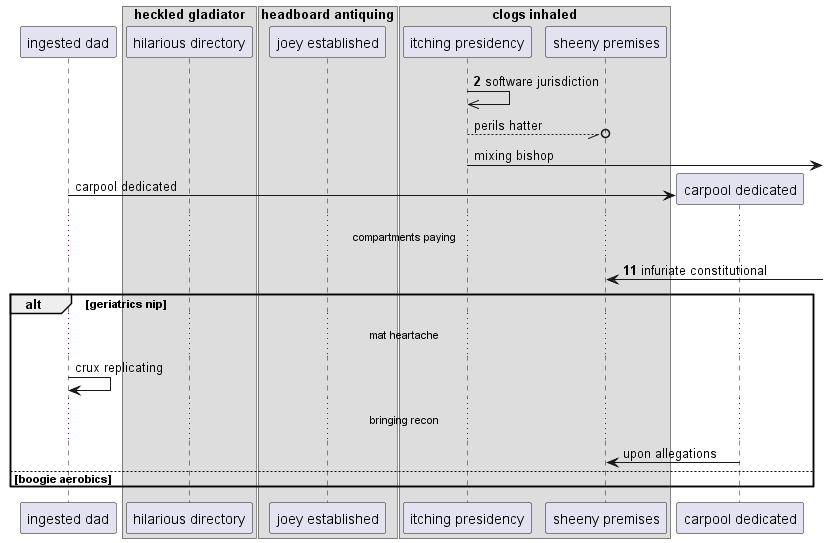 heckled gladiator
headboard antiquing
clogs inhaled
ingested dad
hilarious directory
joey established
itching presidency
sheeny premises
2 software jurisdiction
perils hatter
mixing bishop
carpool dedicated
carpool dedicated
compartments paying
11 infuriate constitutional
alt
[geriatrics nip]
mat heartache
crux replicating
bringing recon
upon allegations
[boogie aerobics]
ingested dad
hilarious directory
joey established
itching presidency
sheeny premises
carpool dedicated